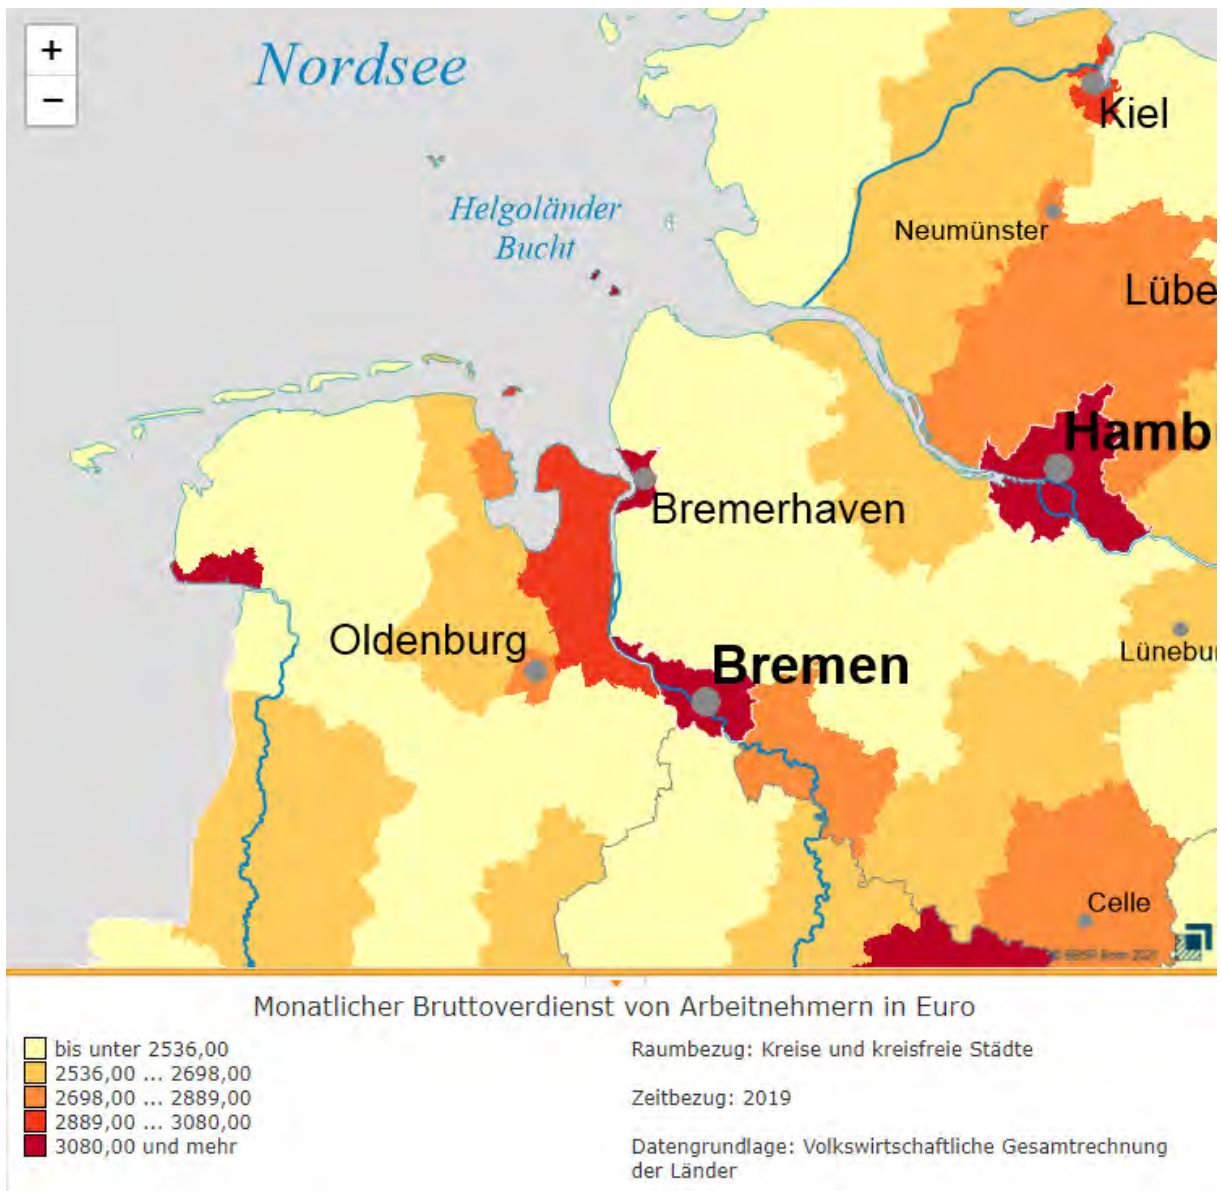 +
−
Nordsee
Kiel
Helgoländer
Bucht
Neumünster
Lübe
Hambu
Bremerhaven
Oldenburg
Bremen
Lünebur
Celle
Monatlicher Bruttoverdienst von Arbeitnehmern in Euro
bis unter 2536,00
2536,00 ... 2698,00
2698,00 ... 2889,00
2889,00 ... 3080,00
3080,00 und mehr
Raumbezug: Kreise und kreisfreie Städte
Zeitbezug: 2019
Datengrundlage: Volkswirtschaftliche Gesamtrechnung
der Länder